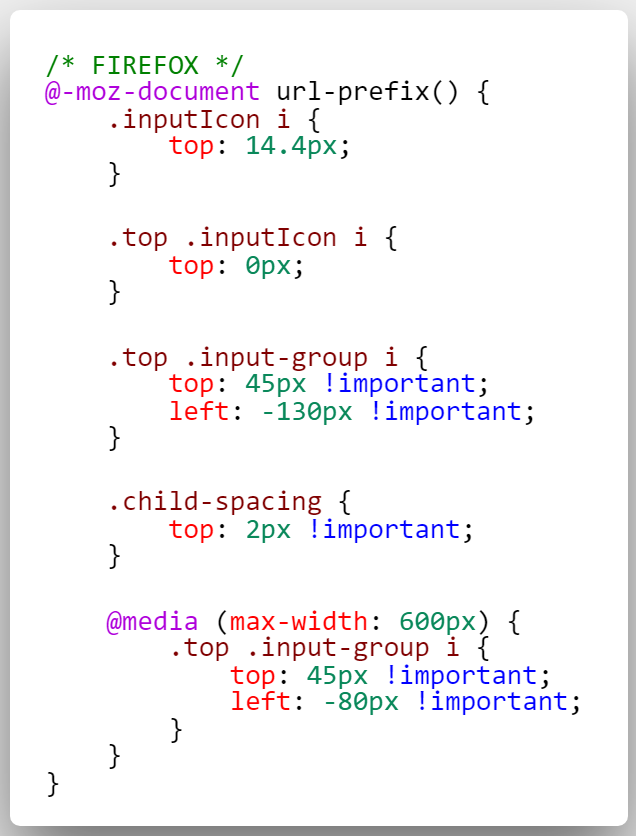 /* FIREFOX */
@-moz-document url-prefix() {
    .inputIcon i {
        top: 14.4px;
    }

    .top .inputIcon i {
        top: 0px;
    }

    .top .input-group i {
        top: 45px !important;
        left: -130px !important;
    }

    .child-spacing {
        top: 2px !important;
    }

    @media (max-width: 600px) {
        .top .input-group i {
            top: 45px !important;
            left: -80px !important;
        }
    }
}